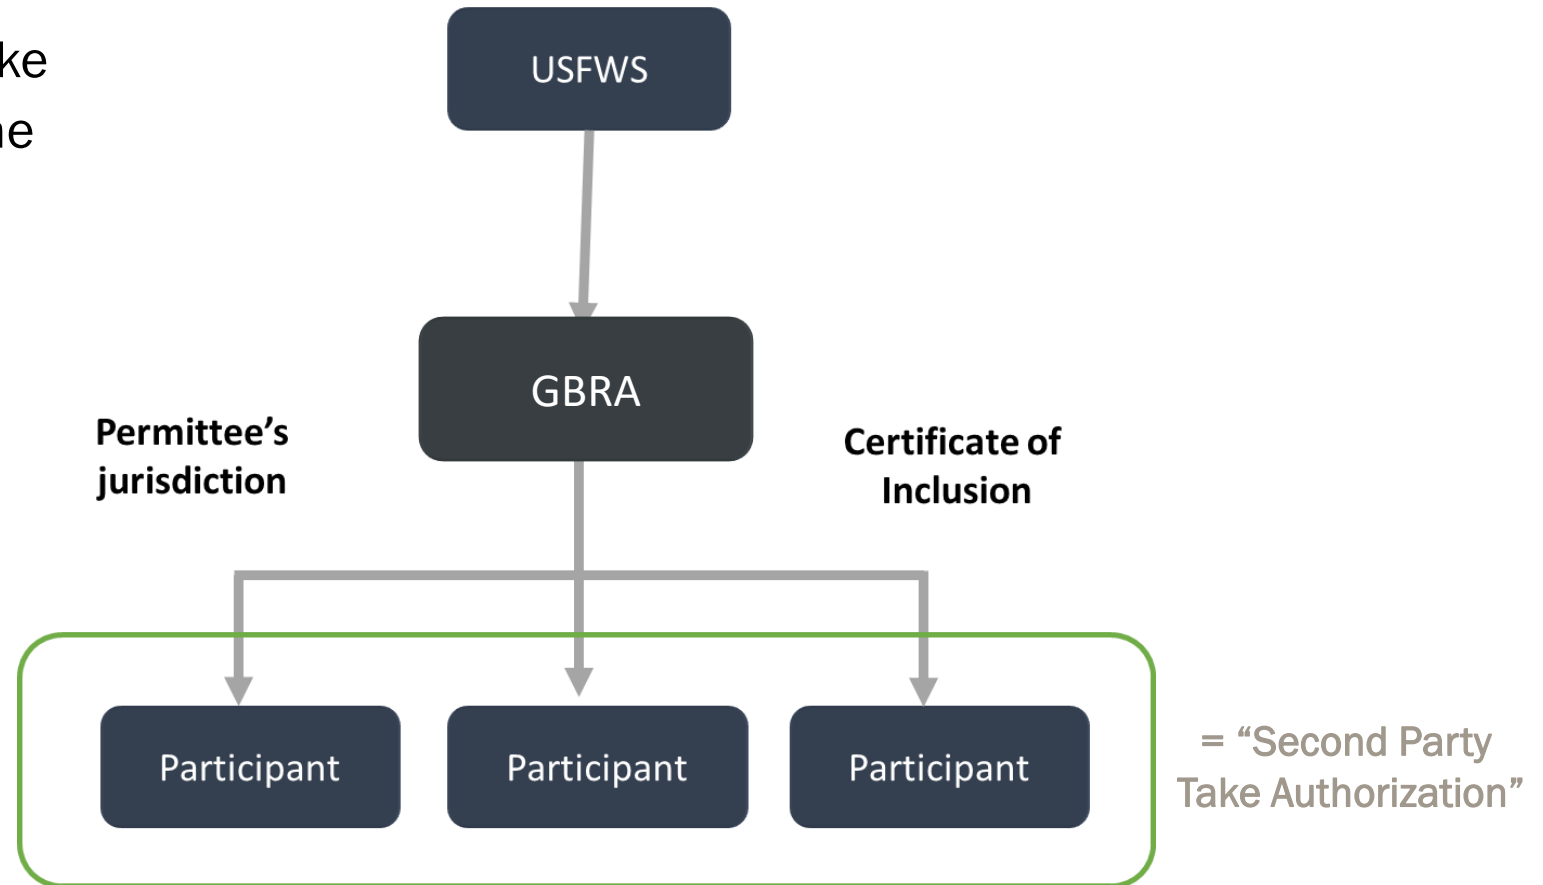 ke
ne
USFWS
GBRA
Permittee’s
jurisdiction
Certificate of
Inclusion
Participant
Participant
Participant
= “Second Party
Take Authorization”